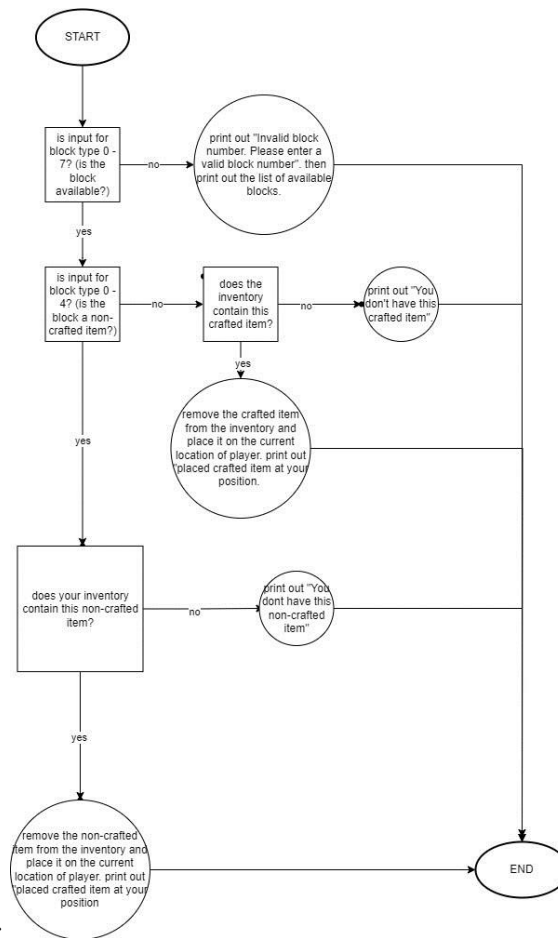 START
is input for
block type 0 -
7? (is the
block
available?)
no
print out "Invalid block
number. Please enter a
valid block number". then
print out the list of available
blocks.
yes
is input for
block type 0 -
4? (is the
block a non-
crafted item?)
no
does the
inventory
contain this
crafted item?
no
print out "You
don't have this
crafted item".
yes
remove the crafted item
from the inventory and
place it on the current
location of player. print out
"placed crafted item at your
position.
yes
does your inventory
contain this non-crafted
item?
no
print out "You
dont have this
non-crafted
item"
yes
remove the non-crafted
item from the inventory and
place it on the current
location of player. print out
"placed crafted item at your
position
END